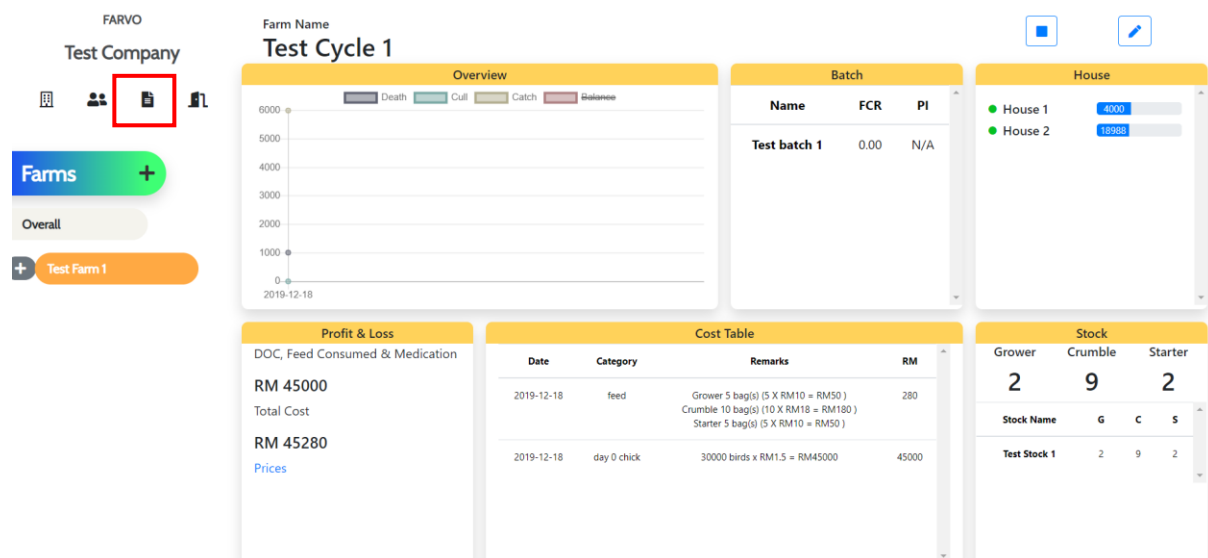 FARVO
Test Company
Farms +
Overall
+ Test Farm 1
Farm Name
Test Cycle 1
Overview
Death Cull Catch Balance
6000
5000
4000
3000
2000
1000
0
2019-12-18
Batch
Name FCR PI
Test batch 1 0.00 N/A
House
House 1 4000
House 2 18988
Profit & Loss
DOC, Feed Consumed & Medication
RM 45000
Total Cost
RM 45280
Prices
Cost Table
Date Category Remarks RM
2019-12-18 feed Grower 5 bag(s) (5 X RM10 = RM50 ) 280
Crumble 10 bag(s) (10 X RM18 = RM180 )
Starter 5 bag(s) (5 X RM10 = RM50 )
2019-12-18 day 0 chick 30000 birds x RM1.5 = RM45000 45000
Stock
Grower Crumble Starter
2 9 2
Stock Name G C S
Test Stock 1 2 9 2